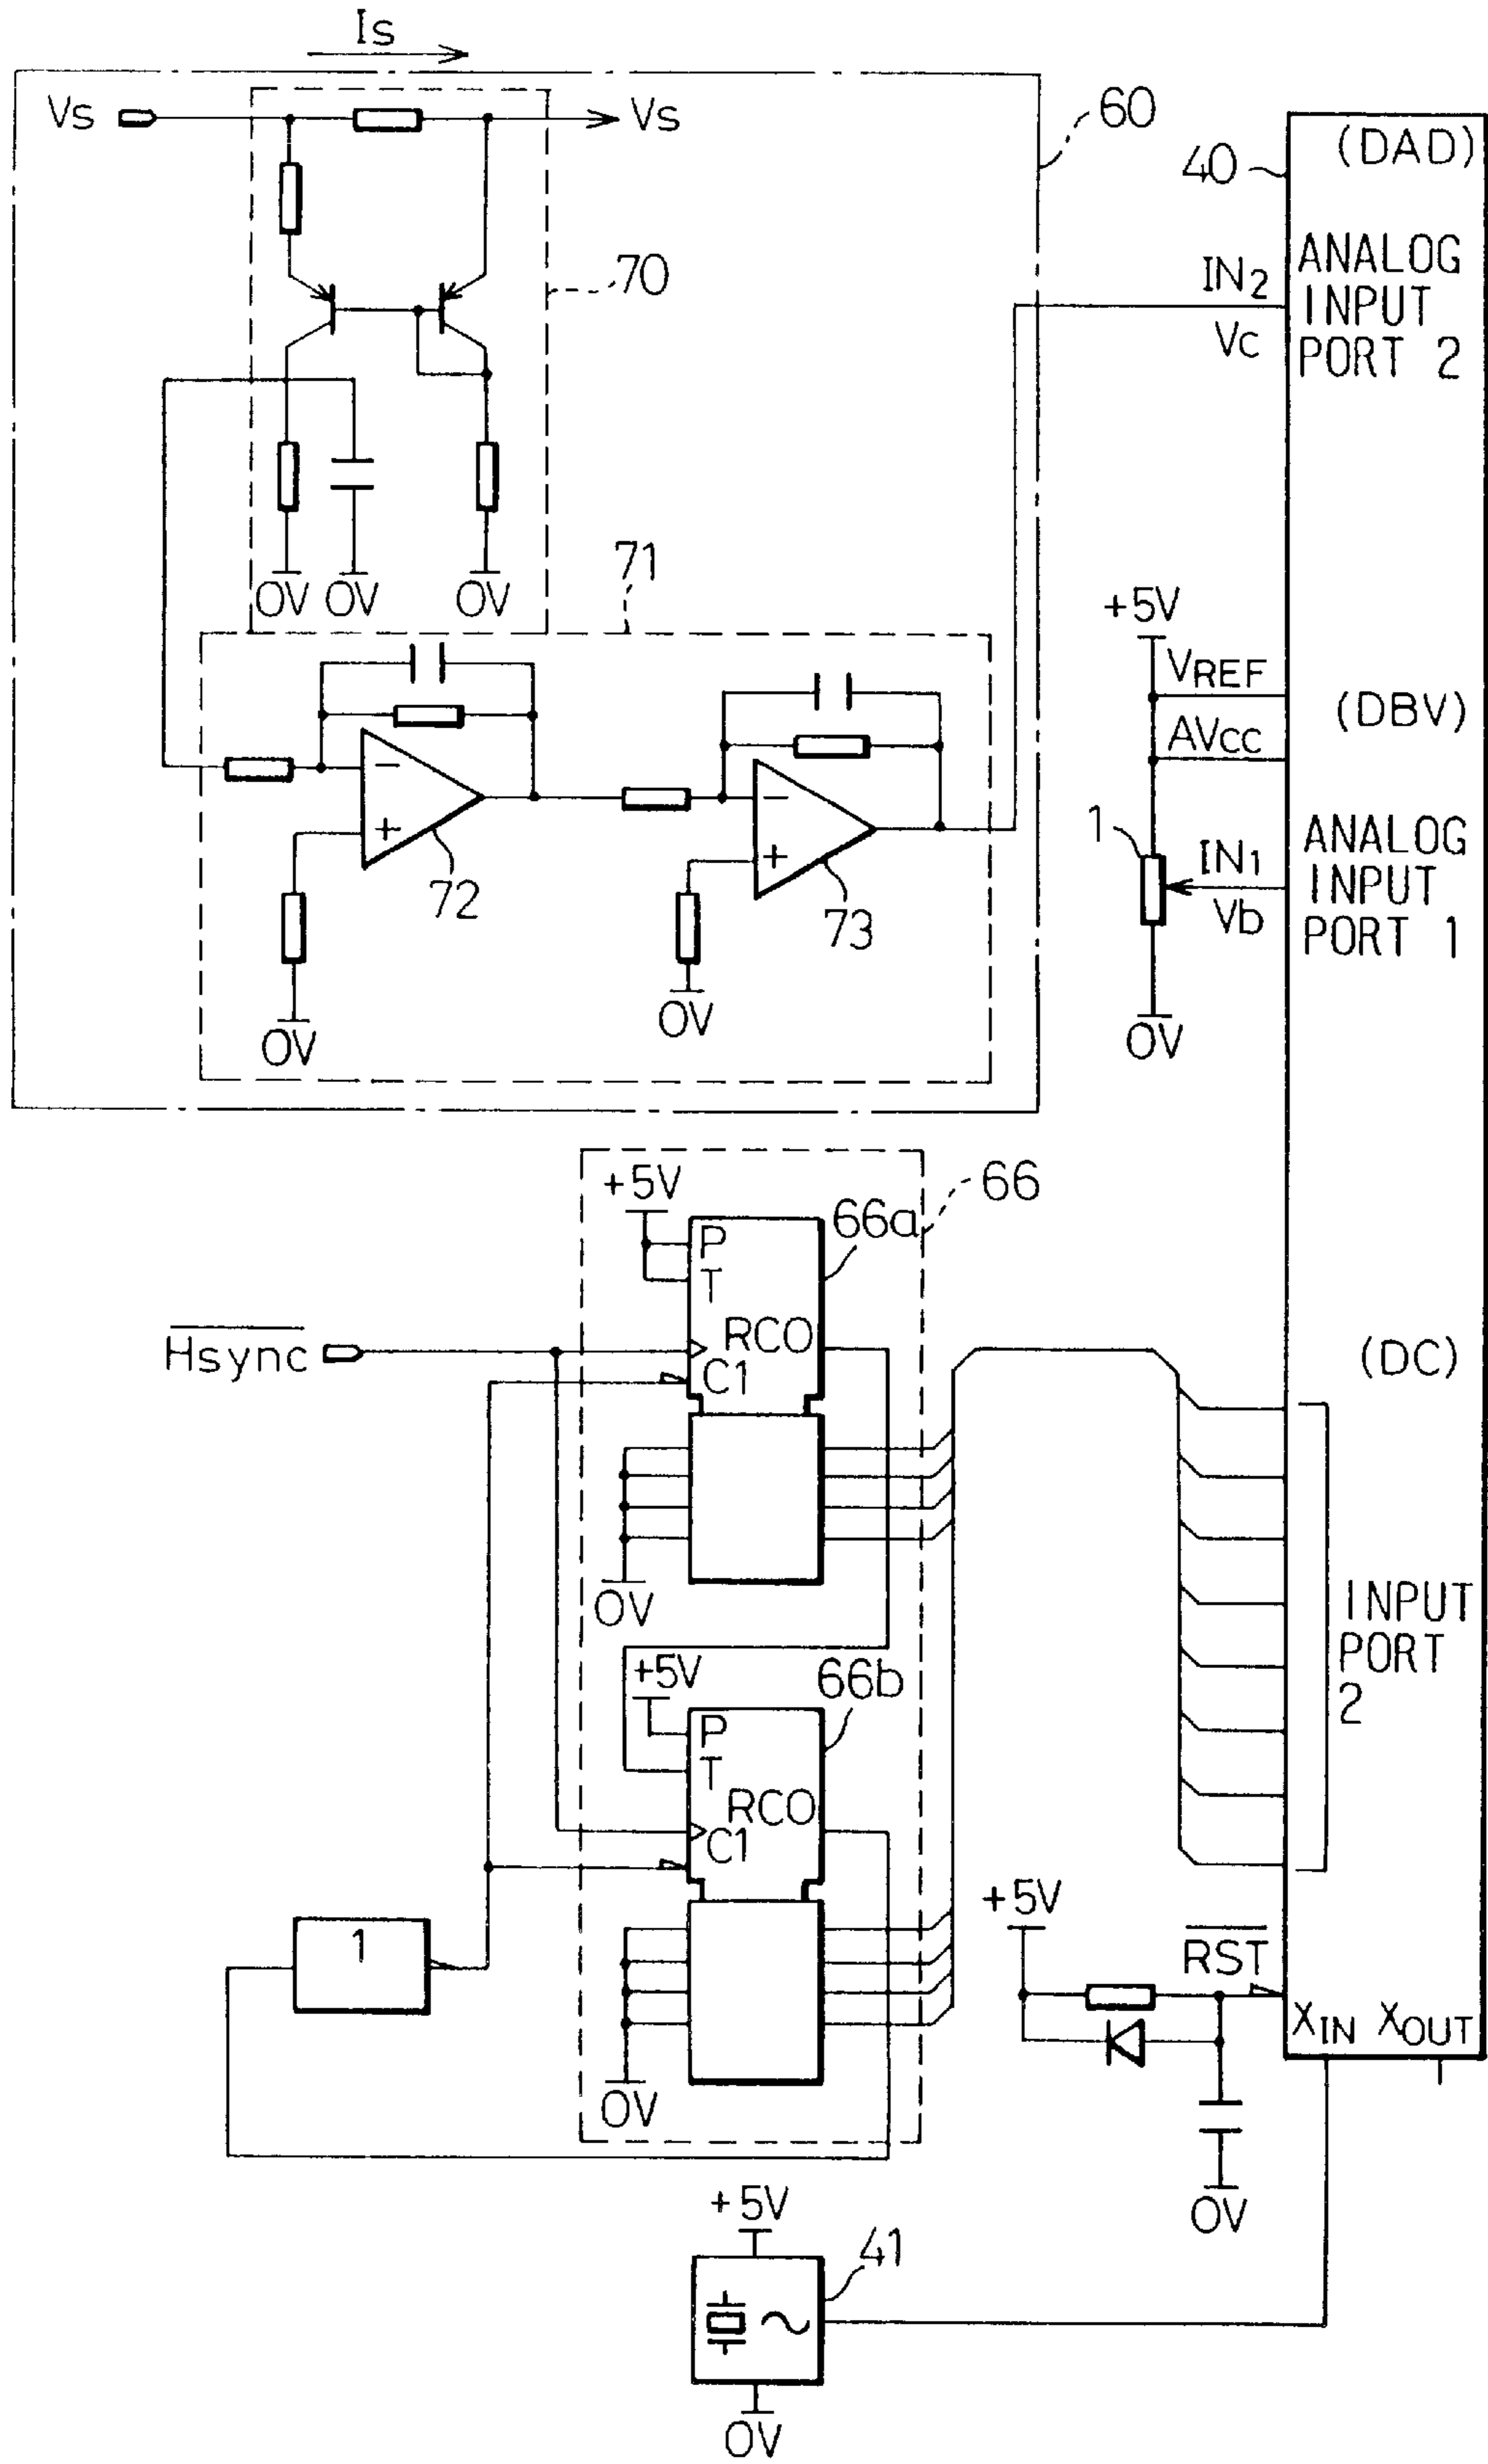 Is
Vs
Vs
60
40
(DAD)
ANALOG
INPUT
PORT 2
IN2
Vc
70
0V
0V
0V
71
+5V
VREF
(DBV)
AVcc
−
+
72
−
+
73
0V
0V
1
IN1
Vb
ANALOG
INPUT
PORT 1
0V
66
+5V
66a
P
T
RCO
C1
Hsync
(DC)
0V
INPUT
PORT
2
+5V
66b
P
T
RCO
C1
1
0V
+5V
RST
XIN XOUT
0V
+5V
41
0V